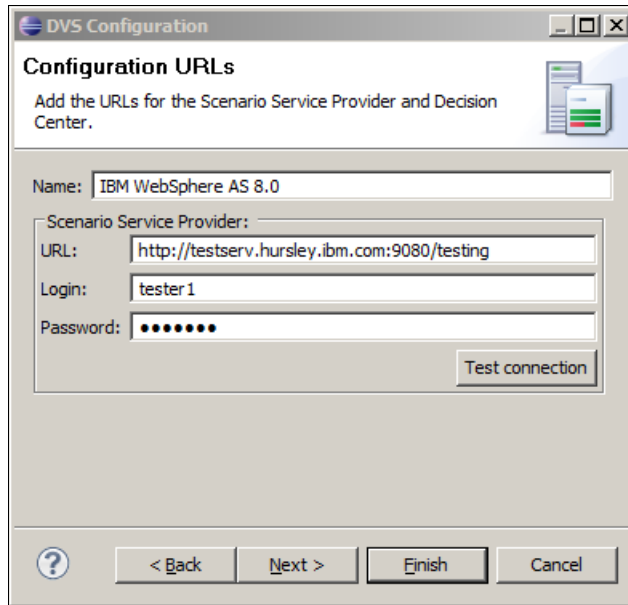 DVS Configuration
Configuration URLs
Add the URLs for the Scenario Service Provider and Decision
Center.
Name: IBM WebSphere AS 8.0
Scenario Service Provider:
URL: http://testserv.hursley.ibm.com:9080/testing
Login: tester1
Password: •••••••
Test connection
? < Back Next > Finish Cancel